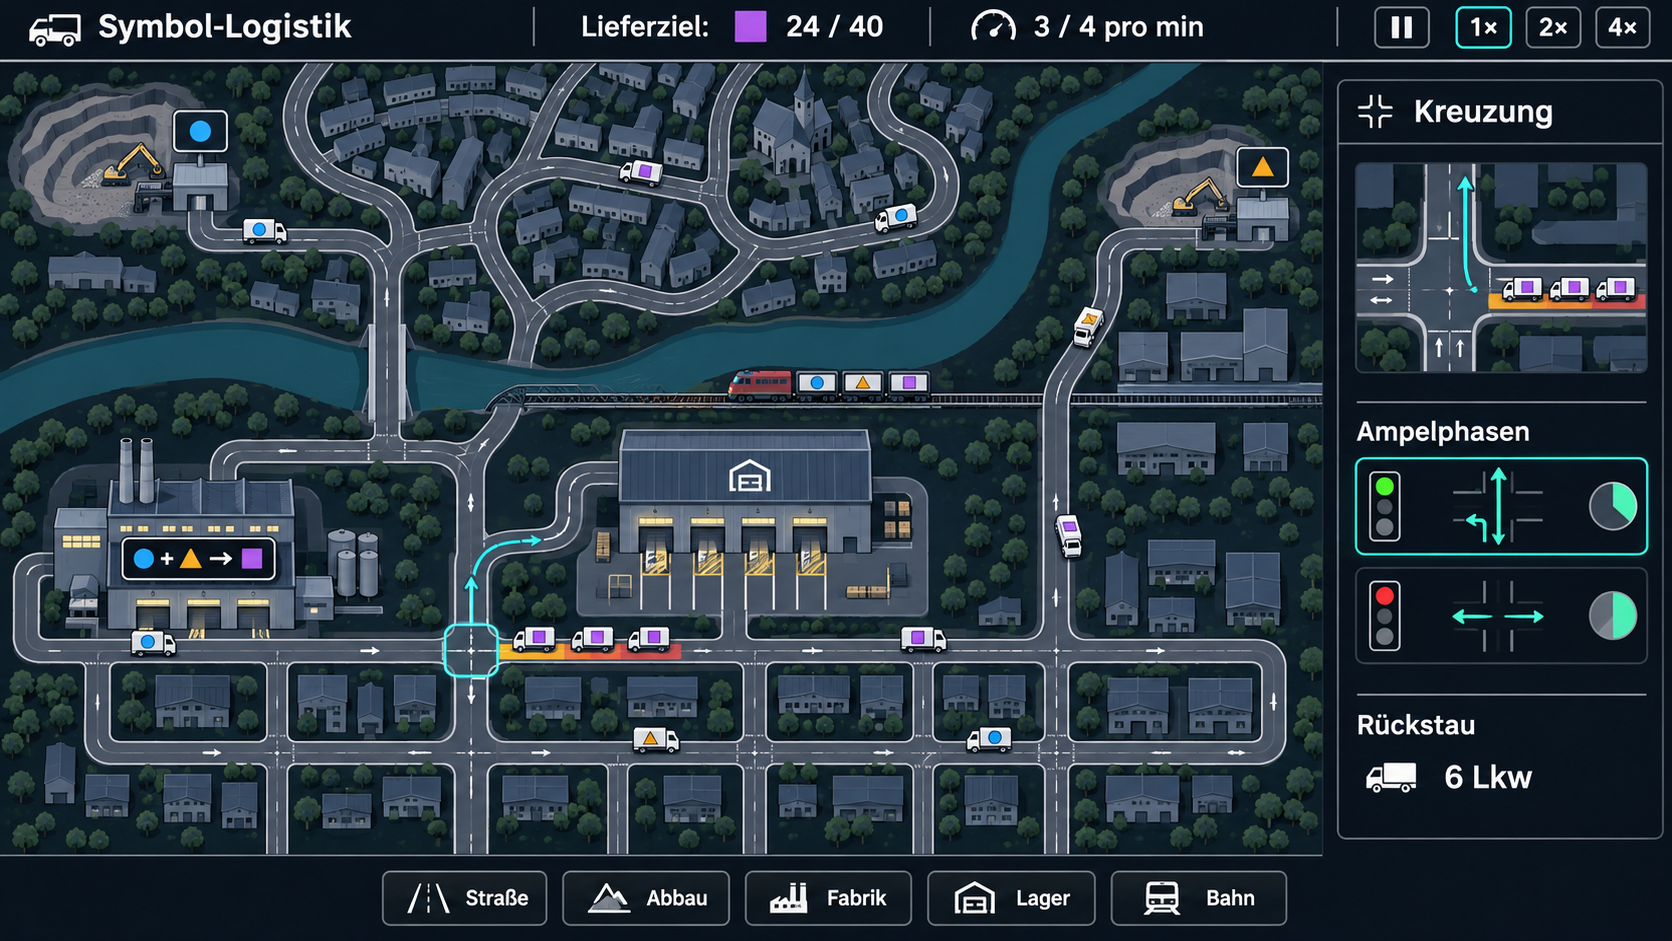 Symbol-Logistik
Lieferziel: 24 / 40
3 / 4 pro min
1×
2×
4×
Kreuzung
Ampelphasen
Rückstau
6 Lkw
+ →
Straße
Abbau
Fabrik
Lager
Bahn